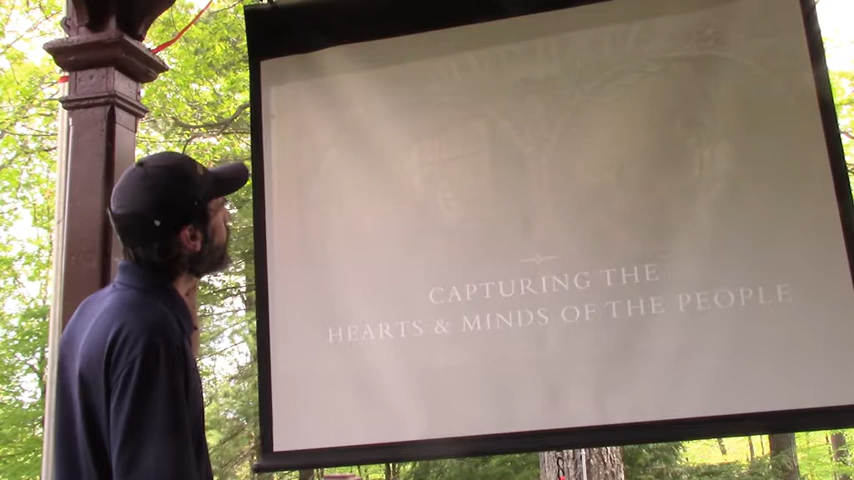 CAPTURING THE
HEARTS & MINDS OF THE PEOPLE